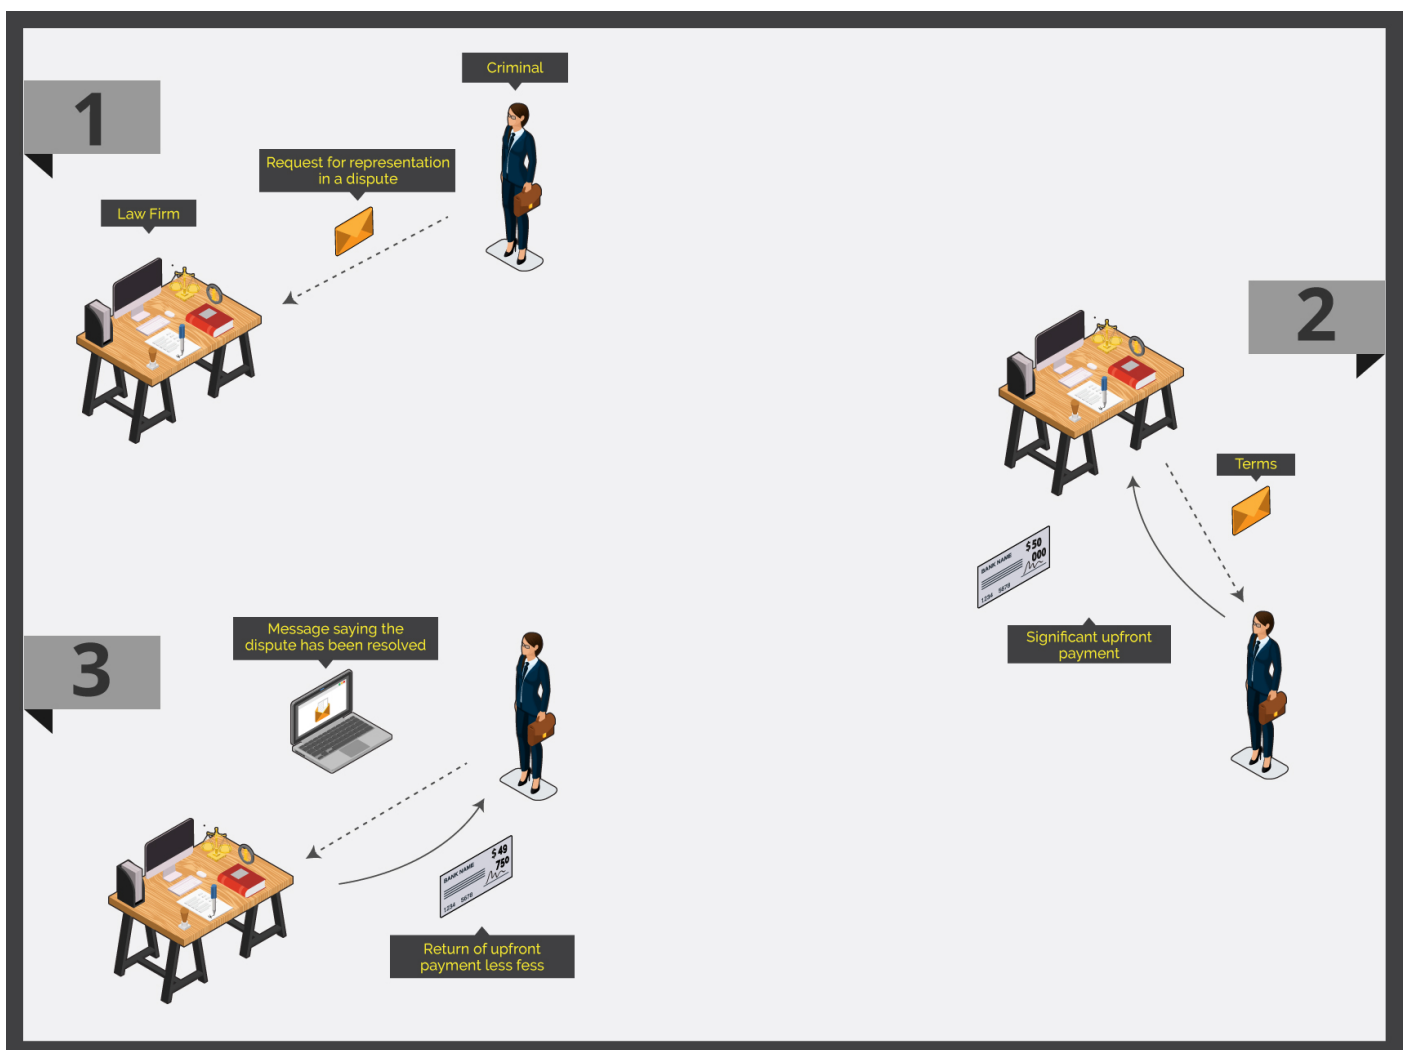 1
Criminal
Request for representation
in a dispute
Law Firm
2
Terms
$50
000
BANK NAME
1234 5678
Significant upfront
payment
3
Message saying the
dispute has been resolved
$49
750
BANK NAME
1234 5678
Return of upfront
payment less fess